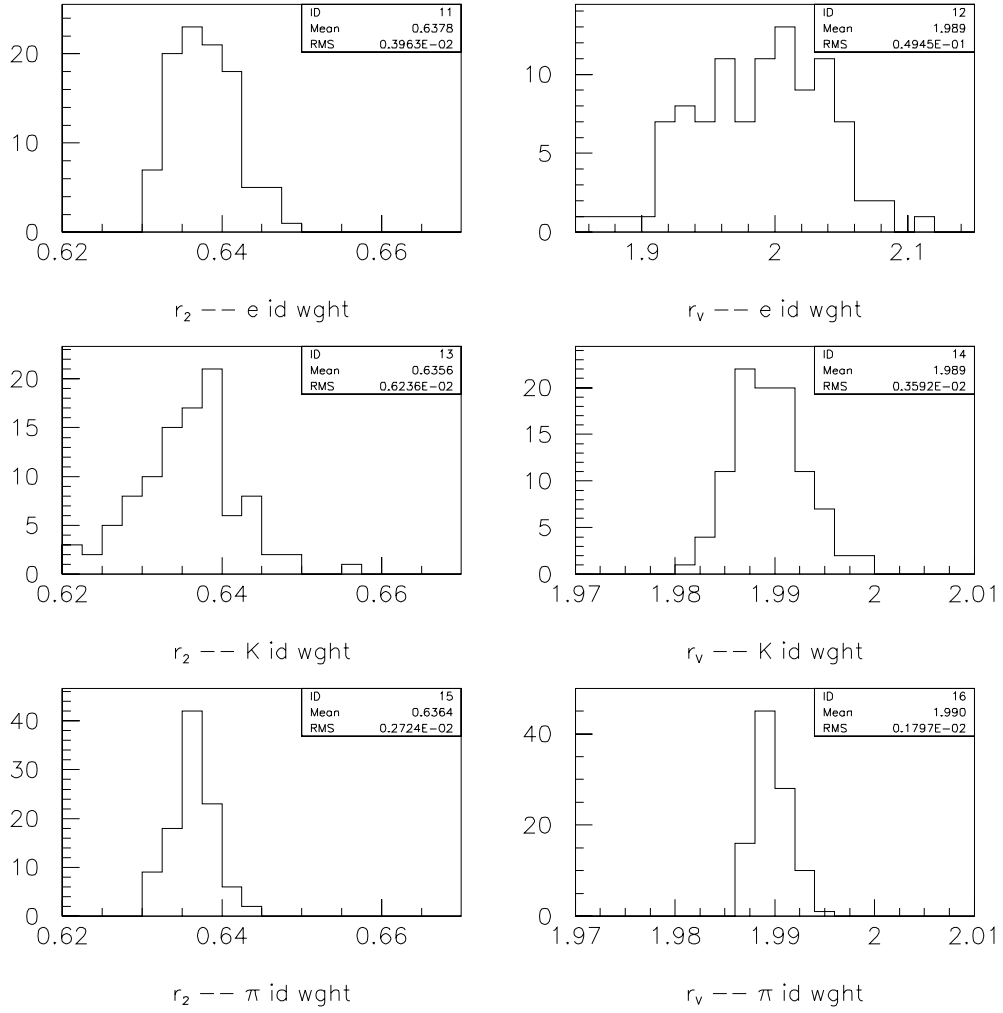 ID 11
Mean 0.6378
RMS 0.3963E-02
20
10
0
0.62 0.64 0.66
r₂ –– e id wght
ID 12
Mean 1.989
RMS 0.4945E-01
10
5
0
1.9 2 2.1
rᵥ –– e id wght
ID 13
Mean 0.6356
RMS 0.6236E-02
20
15
10
5
0
0.62 0.64 0.66
r₂ –– K id wght
ID 14
Mean 1.989
RMS 0.3592E-02
20
15
10
5
0
1.97 1.98 1.99 2 2.01
rᵥ –– K id wght
ID 15
Mean 0.6364
RMS 0.2724E-02
40
30
20
10
0
0.62 0.64 0.66
r₂ –– π id wght
ID 16
Mean 1.990
RMS 0.1797E-02
40
20
0
1.97 1.98 1.99 2 2.01
rᵥ –– π id wght